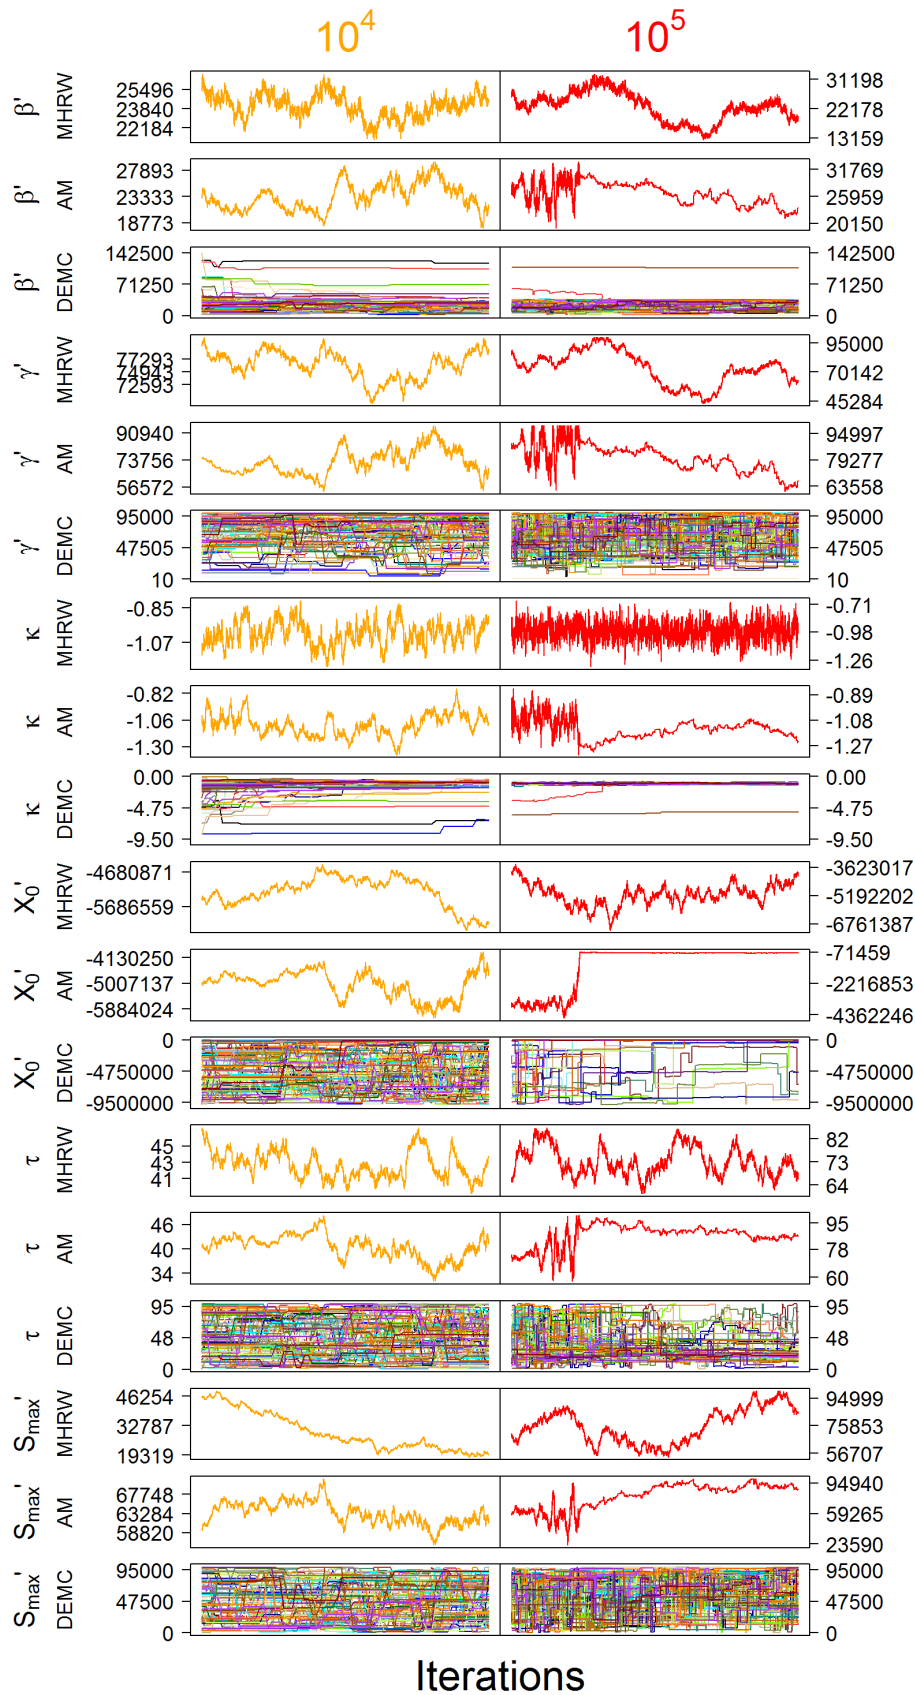 10⁴ 10⁵
β' MHRW 25496 23840 22184 31198 22178 13159
β' AM 27893 23333 18773 31769 25959 20150
β' DEMC 142500 71250 0 142500 71250 0
γ' MHRW 77293 74643 72593 95000 70142 45284
γ' AM 90940 73756 56572 94997 79277 63558
γ' DEMC 95000 47505 10 95000 47505 10
κ MHRW -0.85 -1.07 -0.71 -0.98 -1.26
κ AM -0.82 -1.06 -1.30 -0.89 -1.08 -1.27
κ DEMC 0.00 -4.75 -9.50 0.00 -4.75 -9.50
X₀' MHRW -4680871 -5686559 -3623017 -5192202 -6761387
X₀' AM -4130250 -5007137 -5884024 -71459 -2216853 -4362246
X₀' DEMC 0 -4750000 -9500000 0 -4750000 -9500000
τ MHRW 45 43 41 82 73 64
τ AM 46 40 34 95 78 60
τ DEMC 95 48 0 95 48 0
Smax' MHRW 46254 32787 19319 94999 75853 56707
Smax' AM 67748 63284 58820 94940 59265 23590
Smax' DEMC 95000 47500 0 95000 47500 0
Iterations